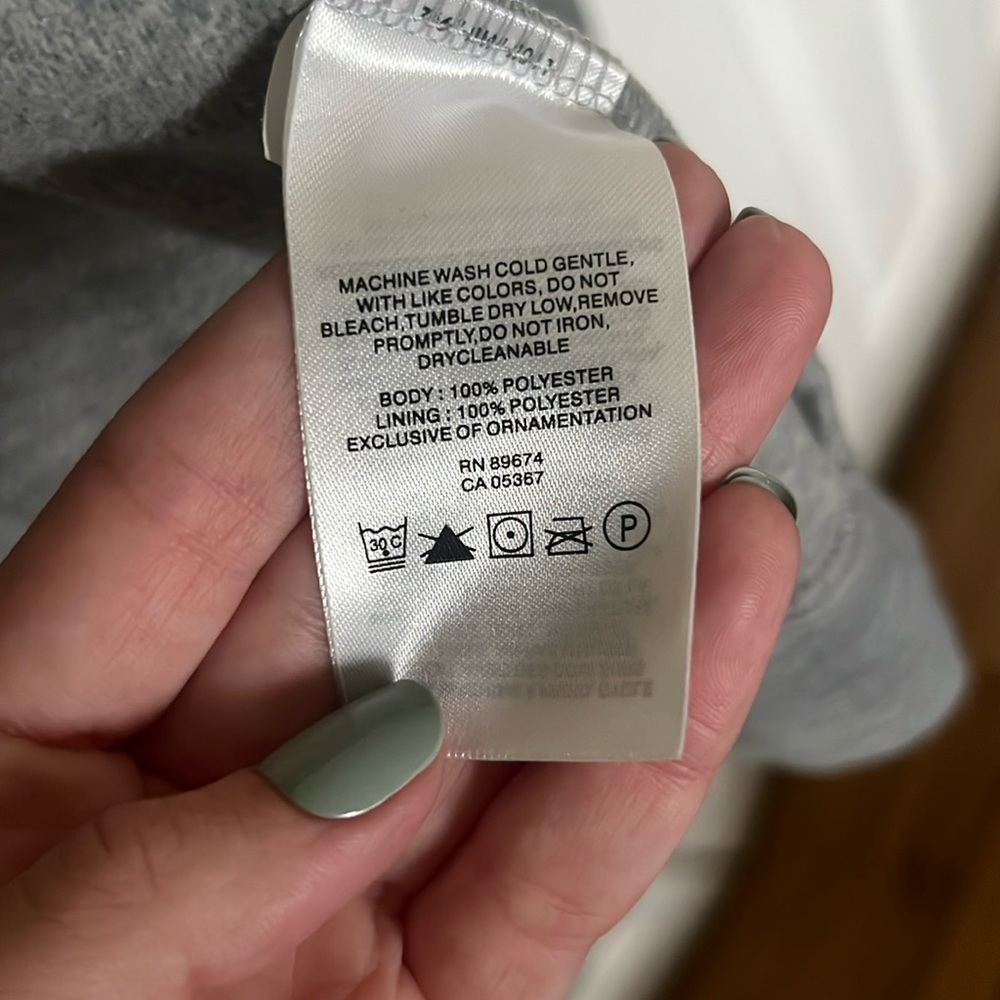 MACHINE WASH COLD GENTLE,
WITH LIKE COLORS, DO NOT
BLEACH,TUMBLE DRY LOW,REMOVE
PROMPTLY,DO NOT IRON,
DRYCLEANABLE
BODY : 100% POLYESTER
LINING : 100% POLYESTER
EXCLUSIVE OF ORNAMENTATION
RN 89674
CA 05367
30 C P